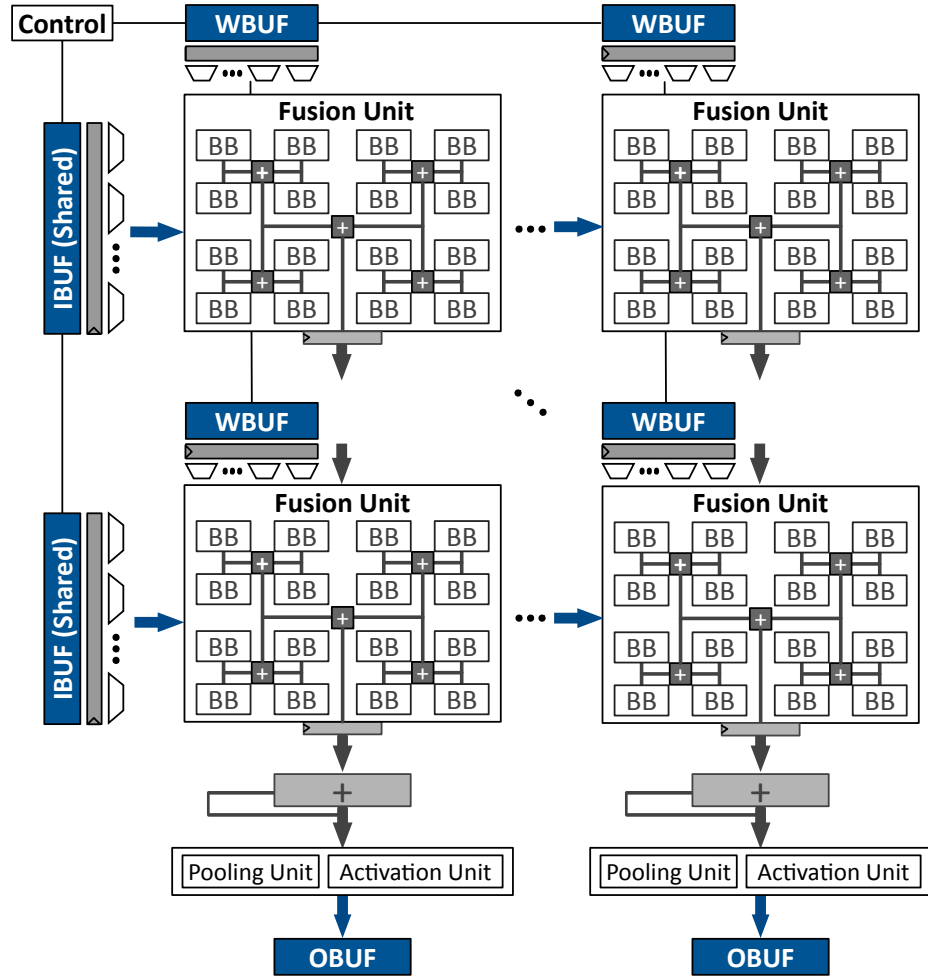 Control WBUF WBUF
••• •••
Fusion Unit Fusion Unit
IBUF (Shared)
BB BB BB BB BB BB BB BB
+ + + +
BB BB BB BB BB BB BB BB
+ ••• +
BB BB BB BB BB BB BB BB
+ + + +
BB BB BB BB BB BB BB BB
WBUF WBUF
••• •••
Fusion Unit Fusion Unit
IBUF (Shared)
BB BB BB BB BB BB BB BB
+ + + +
BB BB BB BB BB BB BB BB
+ ••• +
BB BB BB BB BB BB BB BB
+ + + +
BB BB BB BB BB BB BB BB
+ +
Pooling Unit Activation Unit Pooling Unit Activation Unit
OBUF OBUF